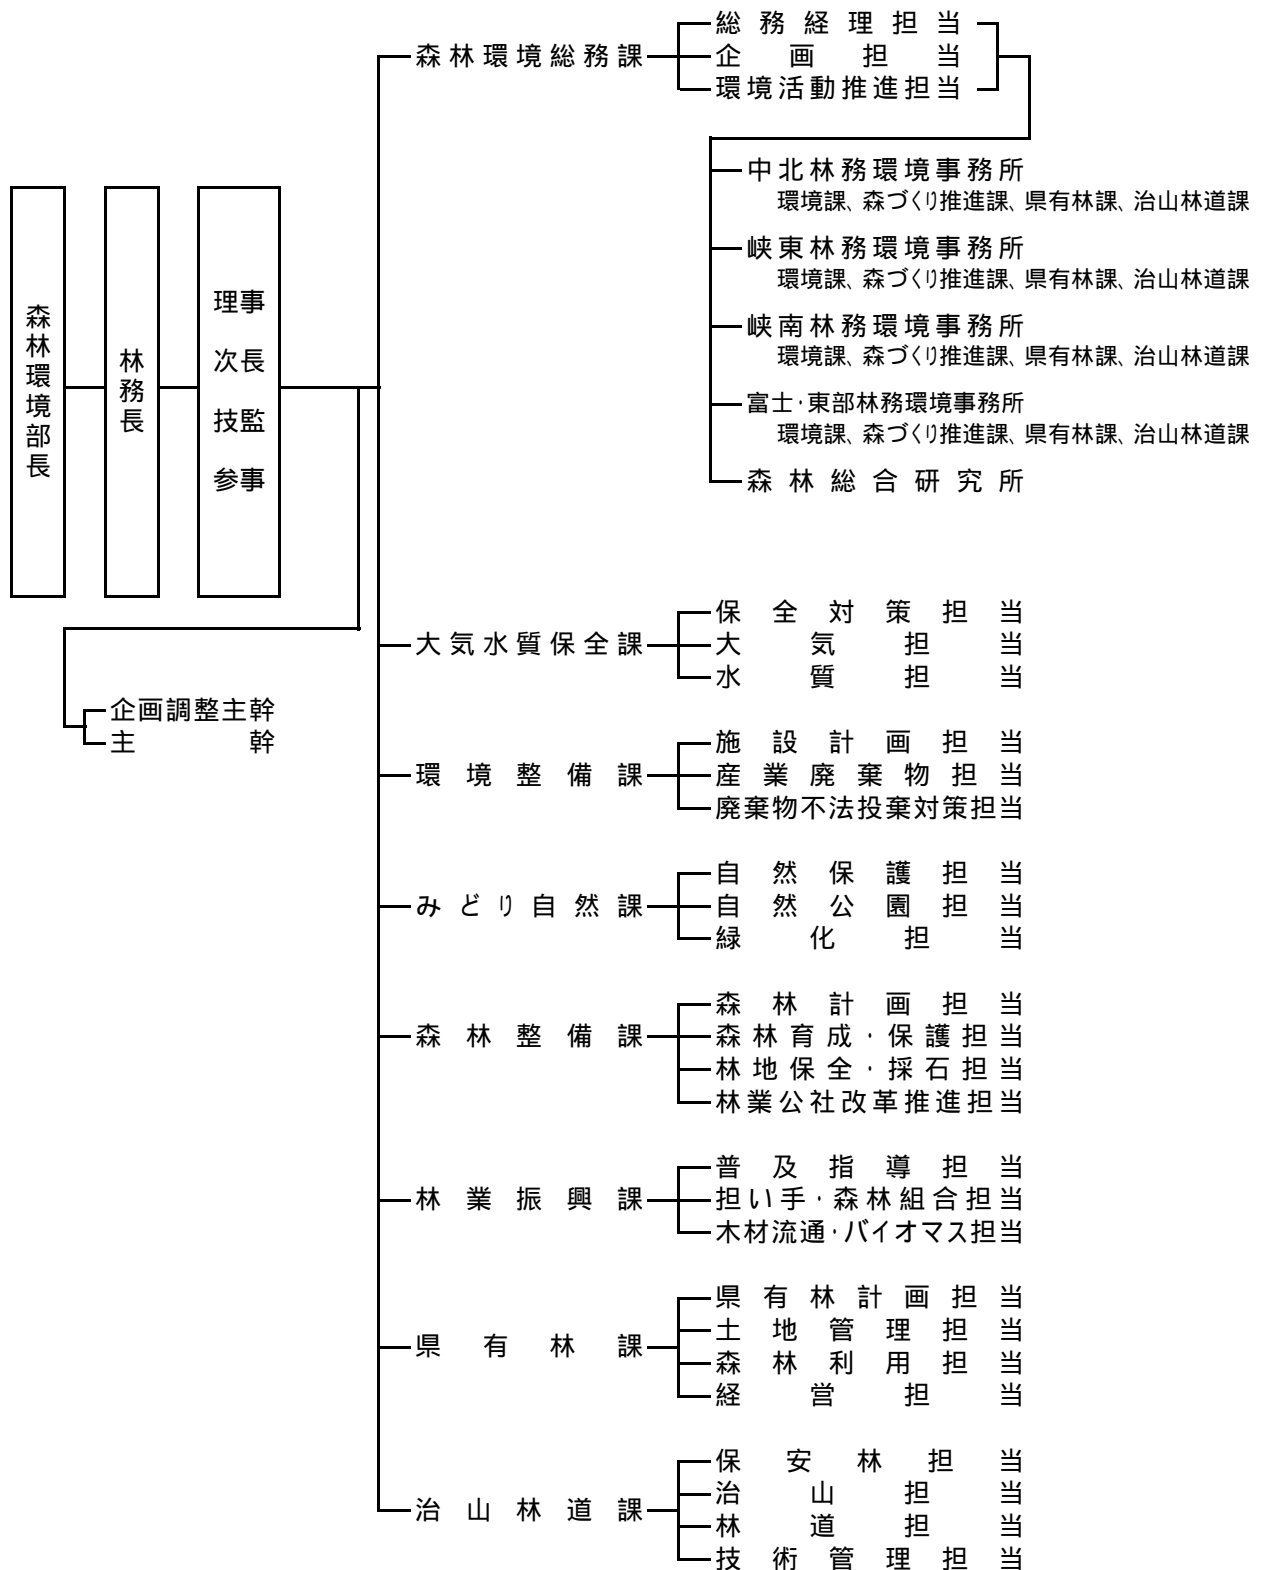 森林環境部長
林務長
理事
次長
技監
参事
企画調整主幹
主幹
森林環境総務課
総務経理担当
企画担当
環境活動推進担当
中北林務環境事務所
環境課、森づくり推進課、県有林課、治山林道課
峡東林務環境事務所
環境課、森づくり推進課、県有林課、治山林道課
峡南林務環境事務所
環境課、森づくり推進課、県有林課、治山林道課
富士・東部林務環境事務所
環境課、森づくり推進課、県有林課、治山林道課
森林総合研究所
大気水質保全課
保全対策担当
大気担当
水質担当
環境整備課
施設計画担当
産業廃棄物担当
廃棄物不法投棄対策担当
みどり自然課
自然保護担当
自然公園担当
緑化担当
森林整備課
森林計画担当
森林育成・保護担当
林地保全・採石担当
林業公社改革推進担当
林業振興課
普及指導担当
担い手・森林組合担当
木材流通・バイオマス担当
県有林課
県有林計画担当
土地管理担当
森林利用担当
経営担当
治山林道課
保安林担当
治山担当
林道担当
技術管理担当